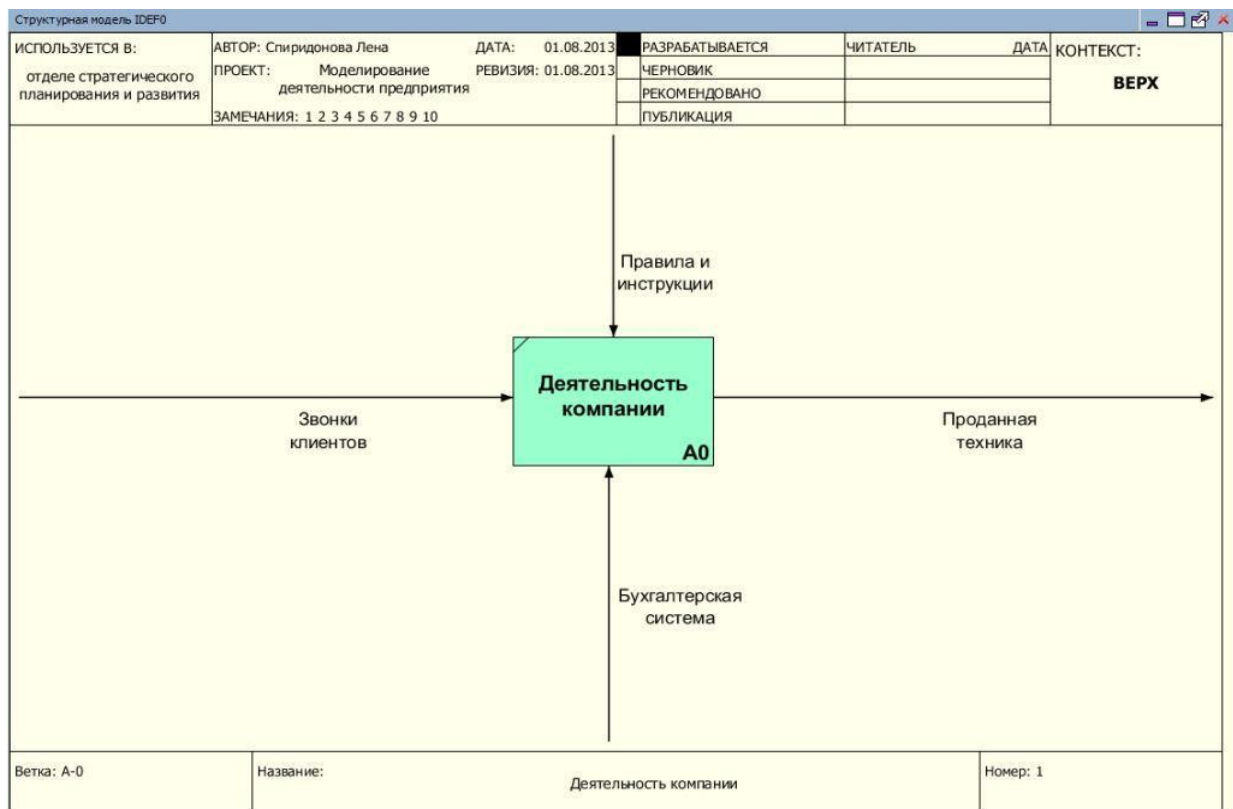 Структурная модель IDEF0
ИСПОЛЬЗУЕТСЯ В:
отделе стратегического
планирования и развития
АВТОР: Спиридонова Лена
ДАТА: 01.08.2013
ПРОЕКТ: Моделирование
деятельности предприятия
РЕВИЗИЯ: 01.08.2013
ЗАМЕЧАНИЯ: 1 2 3 4 5 6 7 8 9 10
РАЗРАБАТЫВАЕТСЯ
ЧЕРНОВИК
РЕКОМЕНДОВАНО
ПУБЛИКАЦИЯ
ЧИТАТЕЛЬ ДАТА
КОНТЕКСТ:
ВЕРХ
Правила и
инструкции
Деятельность
компании
A0
Звонки
клиентов
Проданная
техника
Бухгалтерская
система
Ветка: A-0
Название:
Деятельность компании
Номер: 1